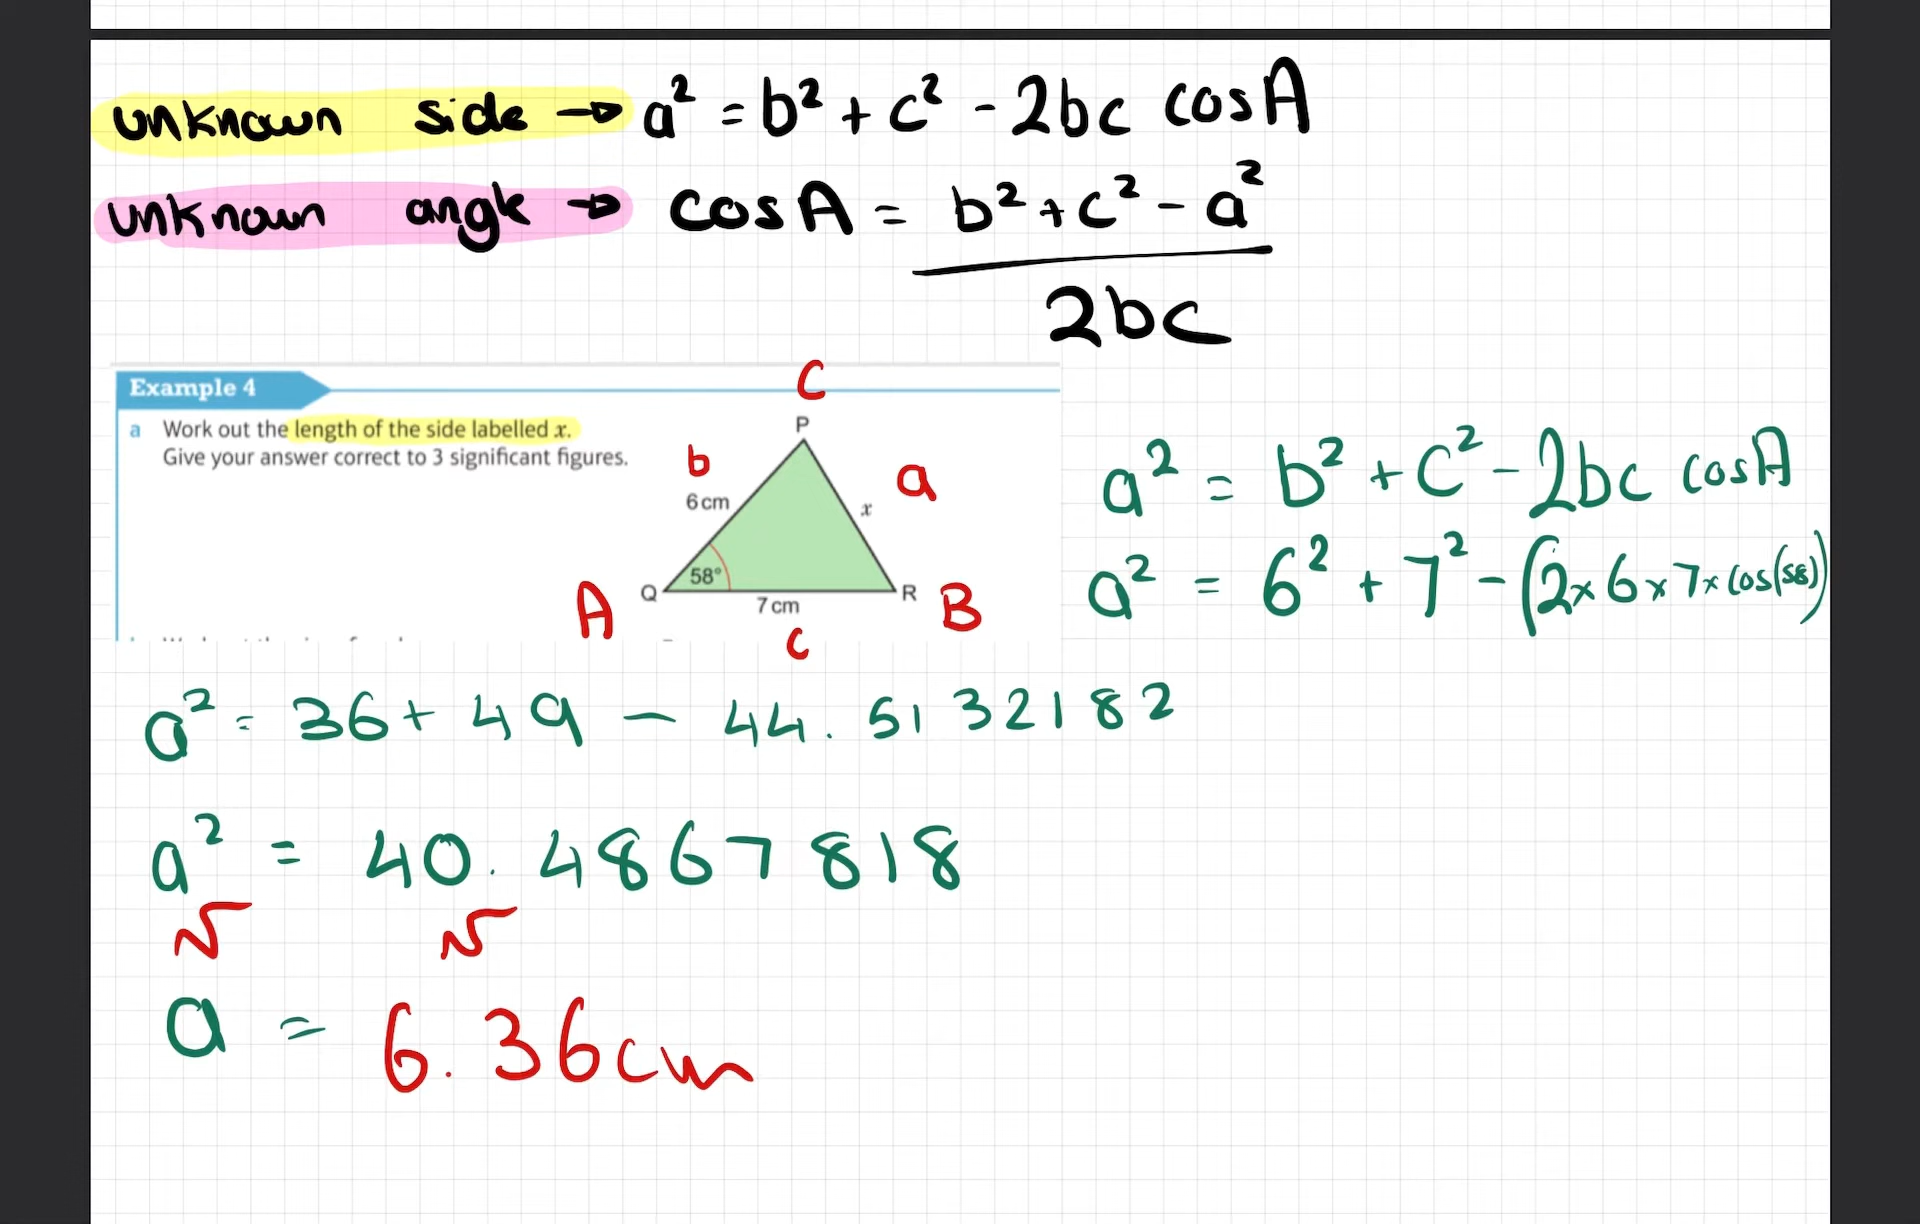 unknown side → a² = b² + c² - 2bc cosA
unknown angle → cosA = b² + c² - a²
2bc
Example 4
C
a Work out the length of the side labelled x.
Give your answer correct to 3 significant figures.
P
b
a
6 cm
x
58°
Q
R
A
7 cm
B
c
a² = b² + c² - 2bc cosA
a² = 6² + 7² - (2×6×7×cos(58))
a² = 36 + 49 - 44.5132182
a² = 40.4867818
√ √
a = 6.36cm